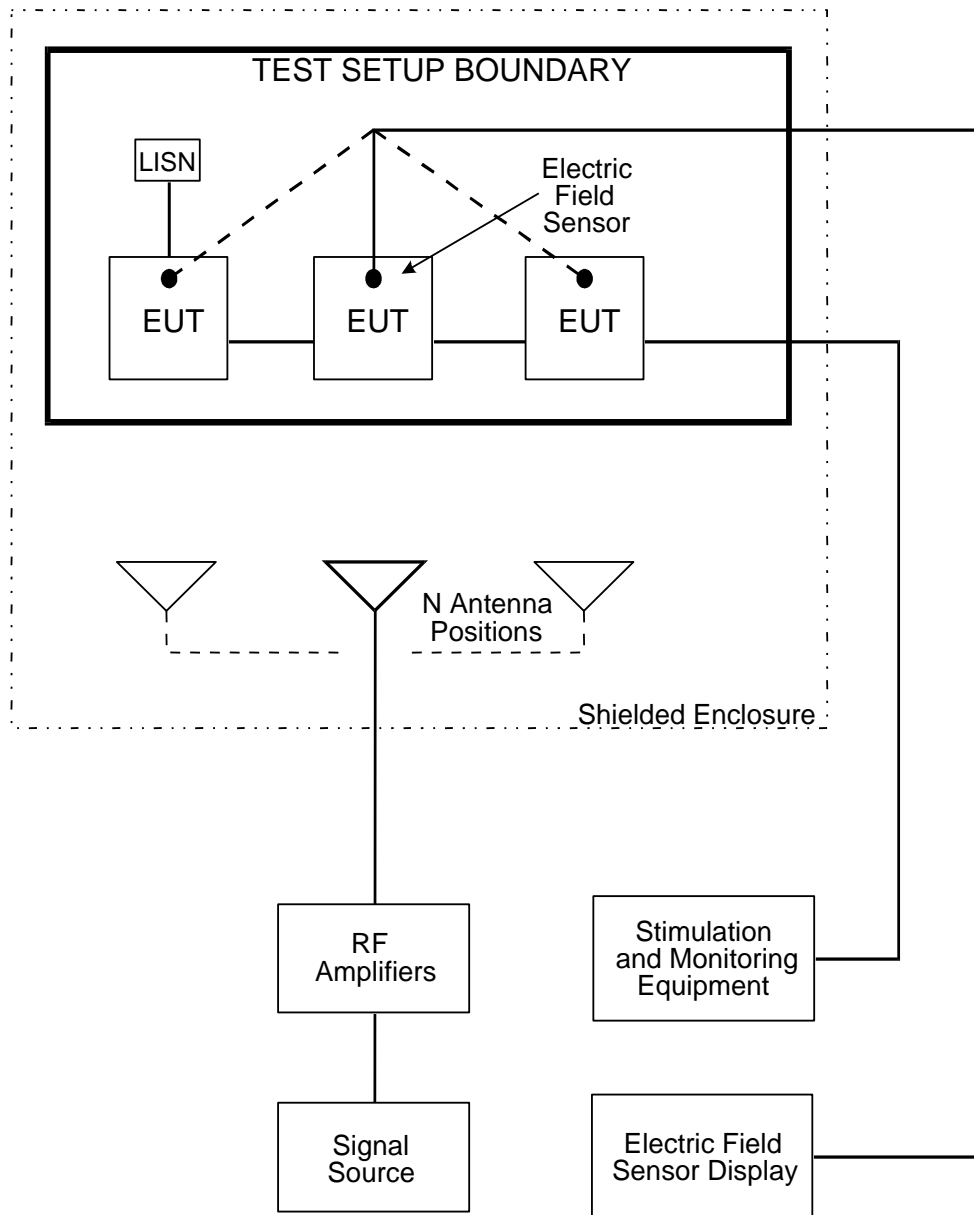 TEST SETUP BOUNDARY
LISN
Electric
Field
Sensor
EUT
EUT
EUT
N Antenna
Positions
Shielded Enclosure
RF
Amplifiers
Stimulation
and Monitoring
Equipment
Signal
Source
Electric Field
Sensor Display